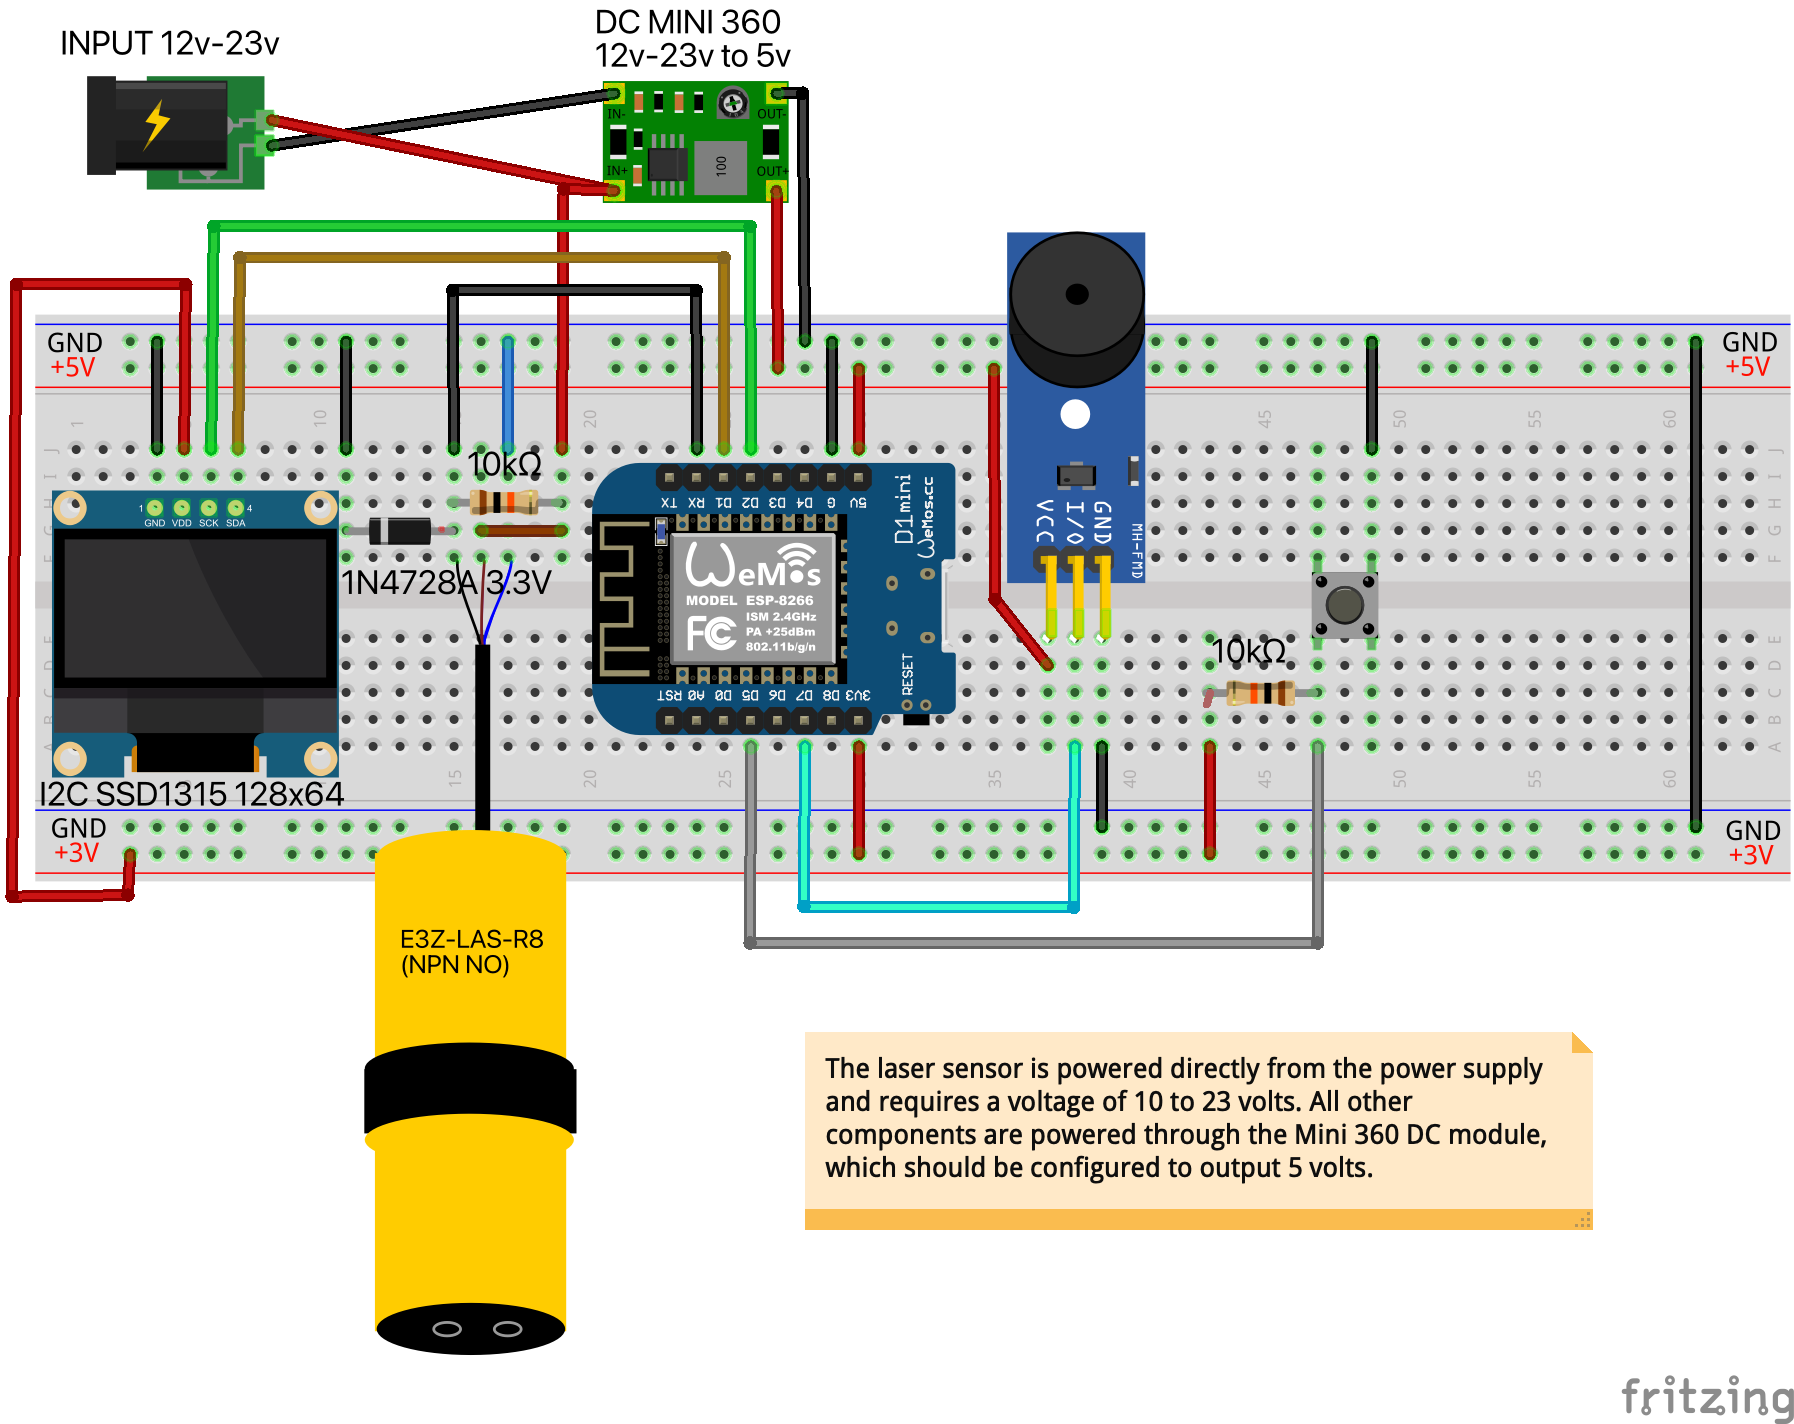 INPUT 12v-23v
DC MINI 360
12v-23v to 5v
IN-
OUT-
IN+
OUT+
100
GND
+5V
GND
+5V
1
10
20
45
50
55
60
J
J
I
I
H
H
G
G
F
F
10kΩ
1
4
GND
VDD
SCK
SDA
1N4728A 3.3V
TX
RX
D1
D2
D3
D4
G
5V
D1mini
WeMos.cc
WeMos
MODEL ESP-8266
ISM 2.4GHz
PA +25dBm
802.11b/g/n
FC
RST
A0
D0
D5
D6
D7
D8
3V3
RESET
VCC
I/O
GND
MH-FMD
10kΩ
E
E
D
D
C
C
B
B
A
A
15
20
25
35
40
45
50
55
60
I2C SSD1315 128x64
GND
+3V
GND
+3V
E3Z-LAS-R8
(NPN NO)
The laser sensor is powered directly from the power supply
and requires a voltage of 10 to 23 volts. All other
components are powered through the Mini 360 DC module,
which should be configured to output 5 volts.
fritzing